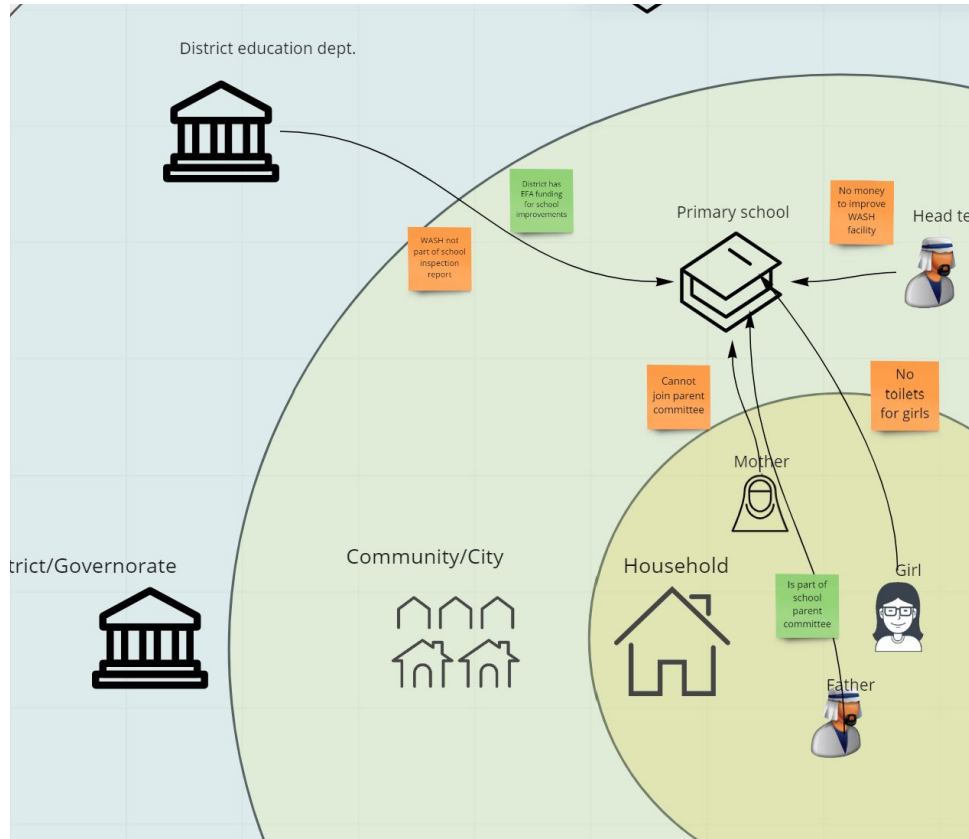 District education dept.
District has
EFA funding
for school
improvements
WASH not
part of school
inspection
report
Primary school
No money
to improve
WASH
facility
Head te
Cannot
join parent
committee
No
toilets
for girls
Mother
trict/Governorate
Community/City
Household
Girl
Is part of
school
parent
committee
Father